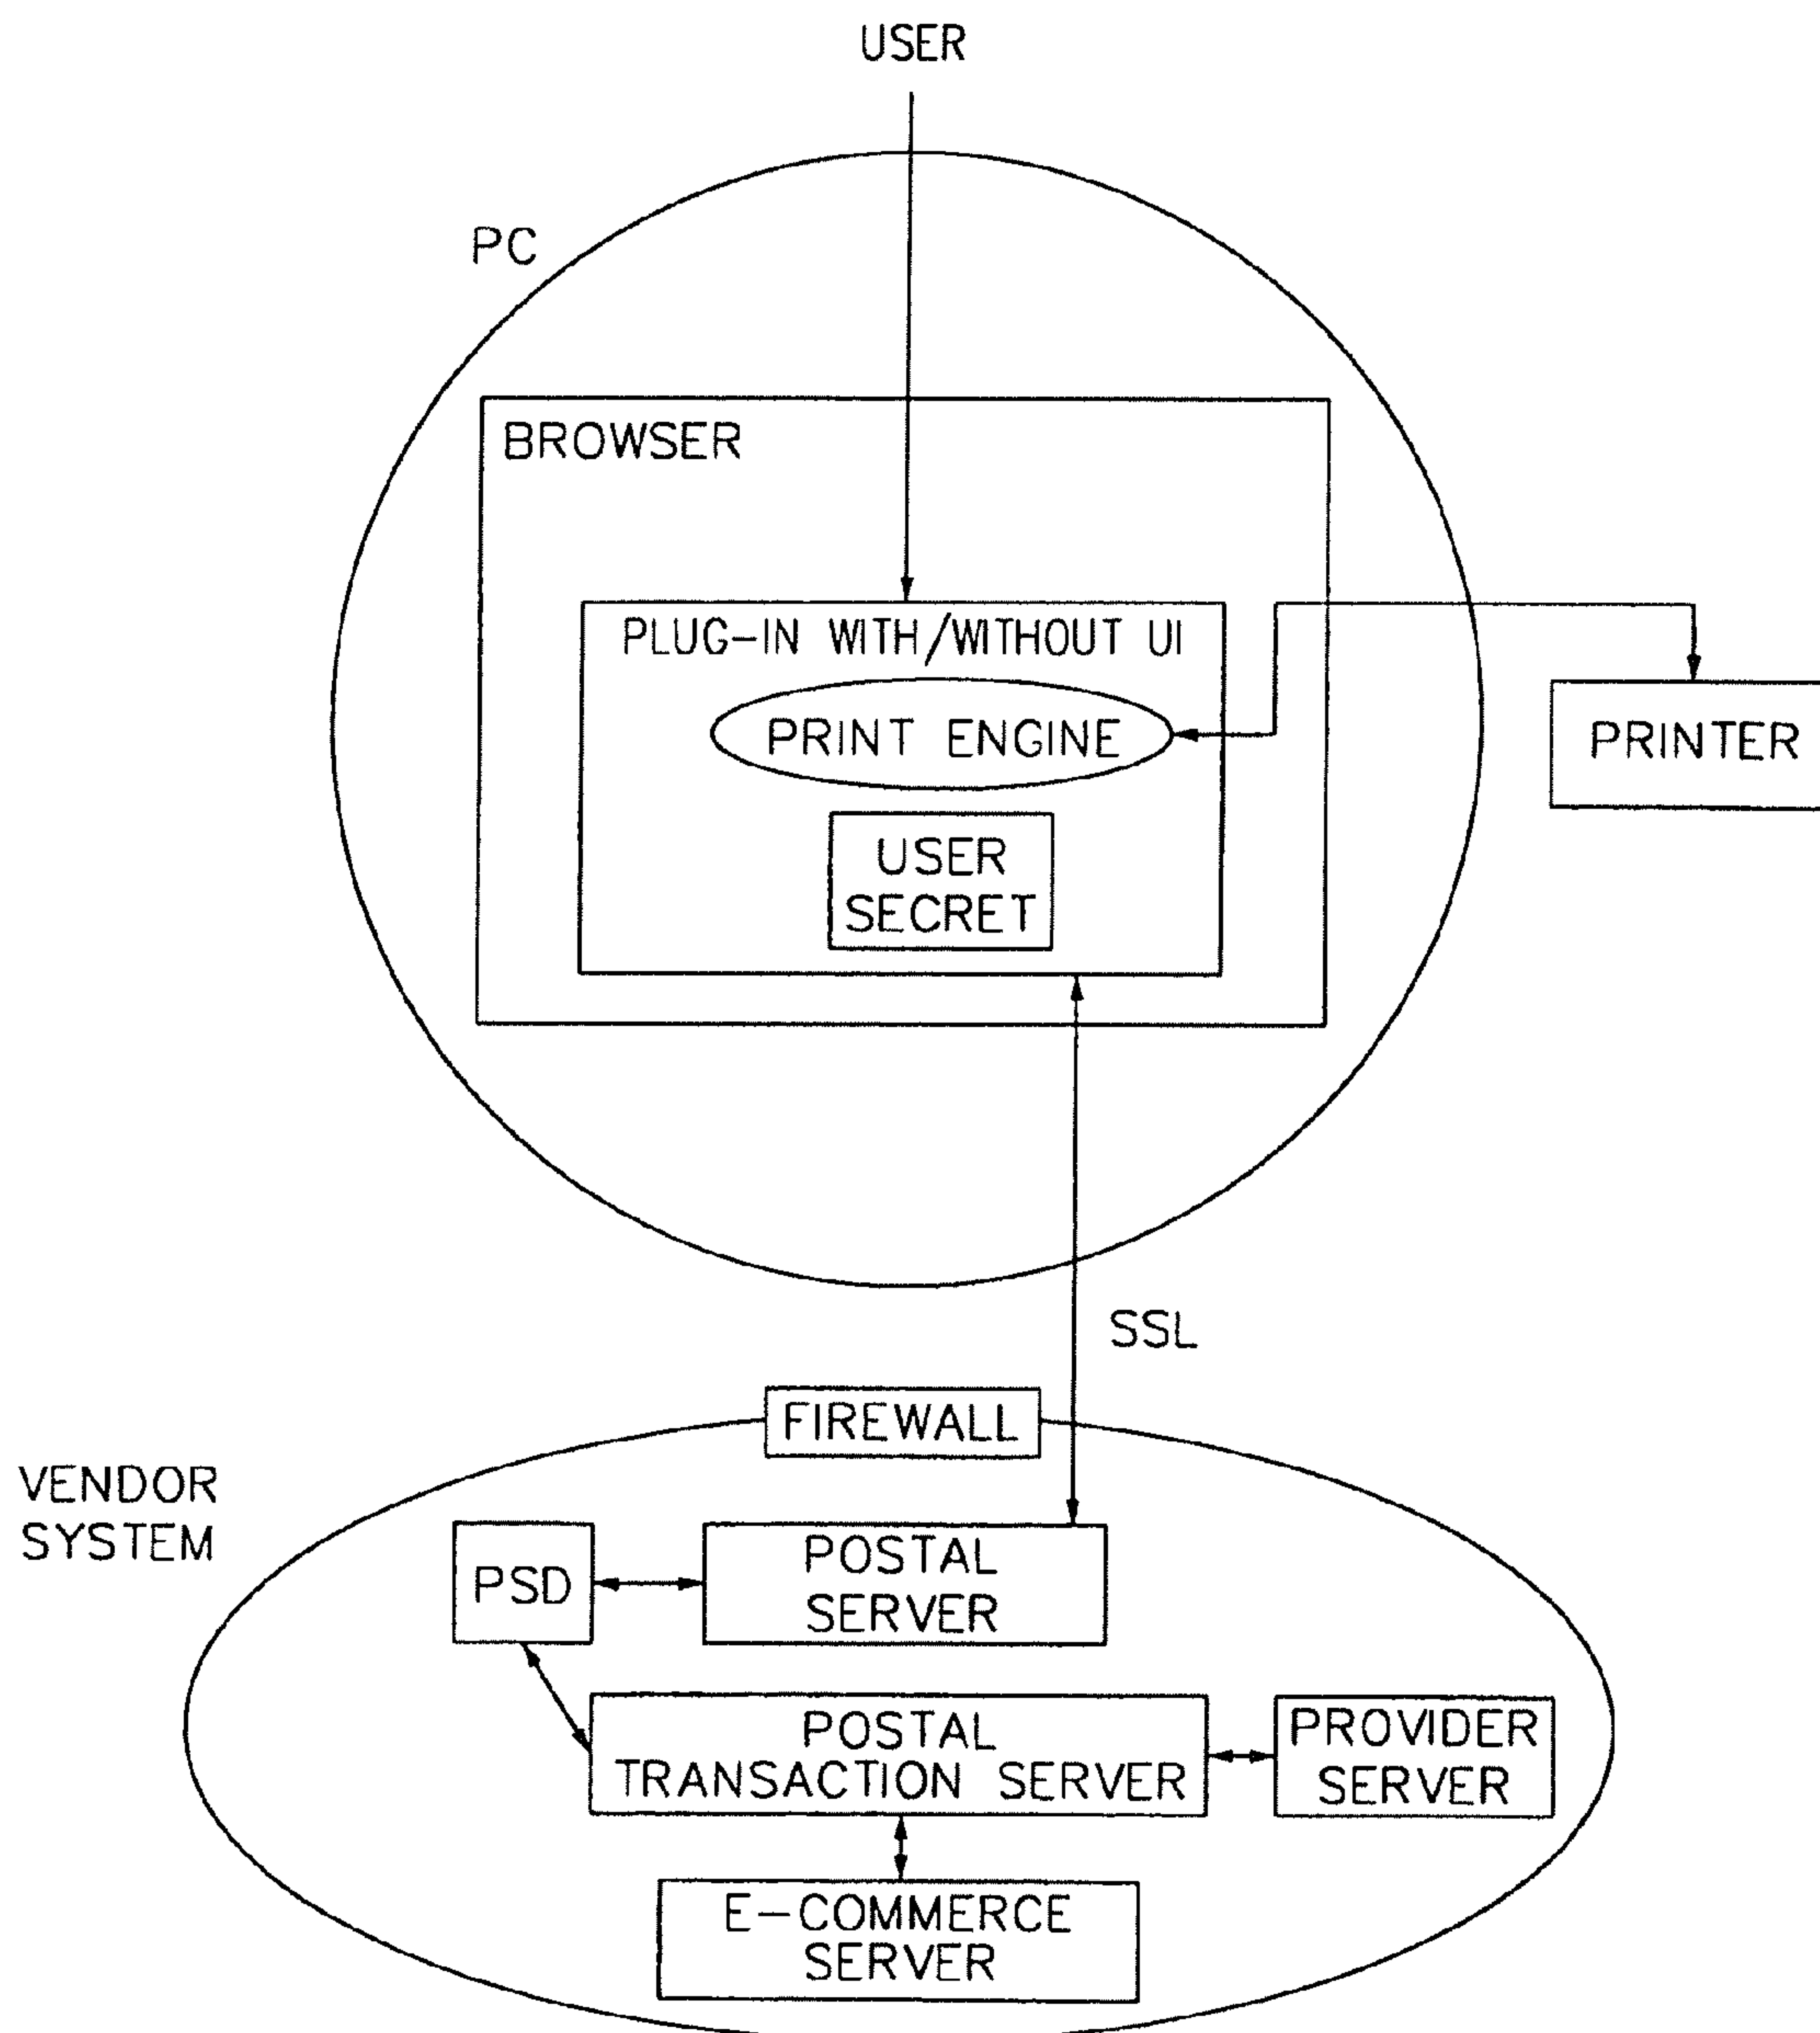 USER
PC
BROWSER
PLUG-IN WITH/WITHOUT UI
PRINT ENGINE
PRINTER
USER
SECRET
SSL
FIREWALL
VENDOR
SYSTEM
PSD
POSTAL
SERVER
POSTAL
TRANSACTION SERVER
PROVIDER
SERVER
E-COMMERCE
SERVER